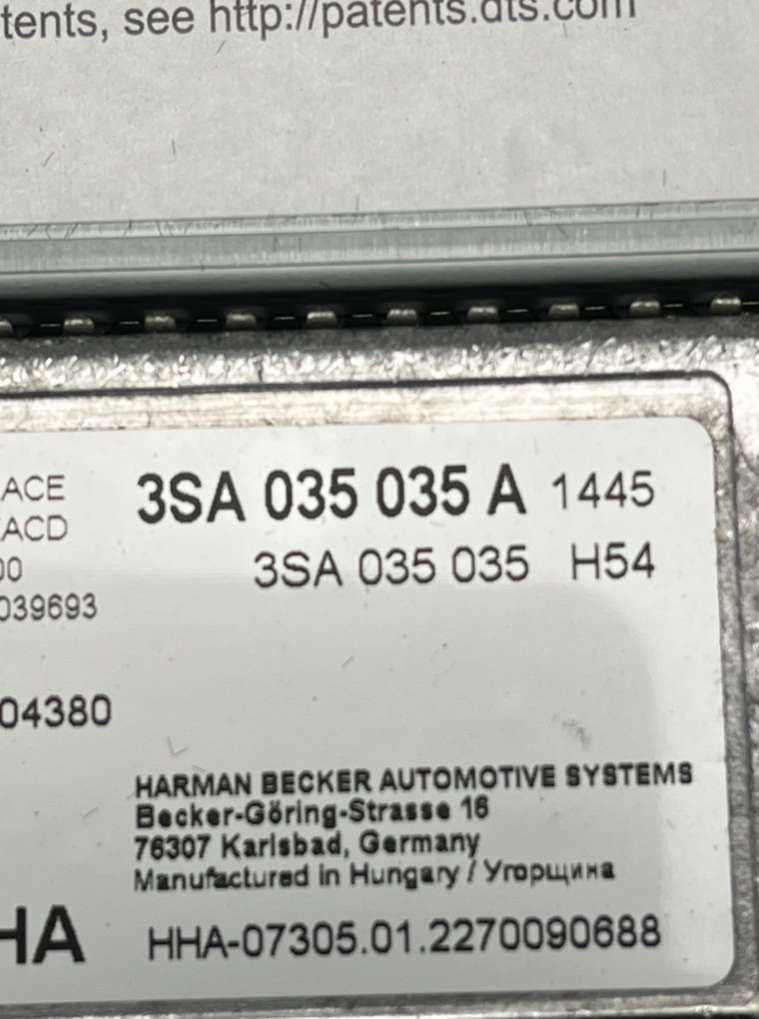 tents, see http://patents.dts.com
ACE
3SA 035 035 A 1445
ACD
3SA 035 035 H54
00
039693
04380
HARMAN BECKER AUTOMOTIVE SYSTEMS
Becker-Göring-Strasse 16
76307 Karlsbad, Germany
Manufactured in Hungary / Угорщина
HA HHA-07305.01.2270090688